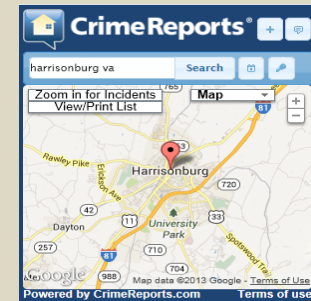 CrimeReports®
harrisonburg va Search
Zoom in for Incidents
View/Print List
Map
765
81
Rawley Pike
Erickson Ave
Harrisonburg
720
42
11
33
Dayton
University
Park
257
710
Spotswood Trail
81
988
704
Google
Map data ©2013 Google - Terms of Use
Powered by CrimeReports.com Terms of use